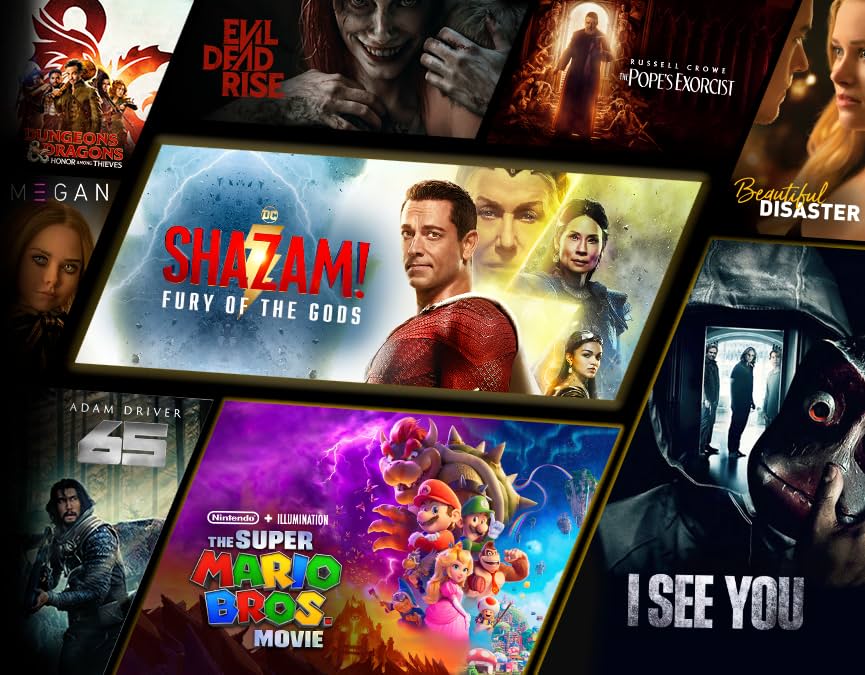 EVIL
DEAD
RISE
RUSSELL CROWE
THE POPE'S EXORCIST
DUNGEONS
& DRAGONS
HONOR AMONG THIEVES
Beautiful
DISASTER
MEGAN
DC
SHAZAM!
FURY OF THE GODS
ADAM DRIVER
65
Nintendo + ILLUMINATION
THE SUPER
MARIO
BROS.
MOVIE
I SEE YOU